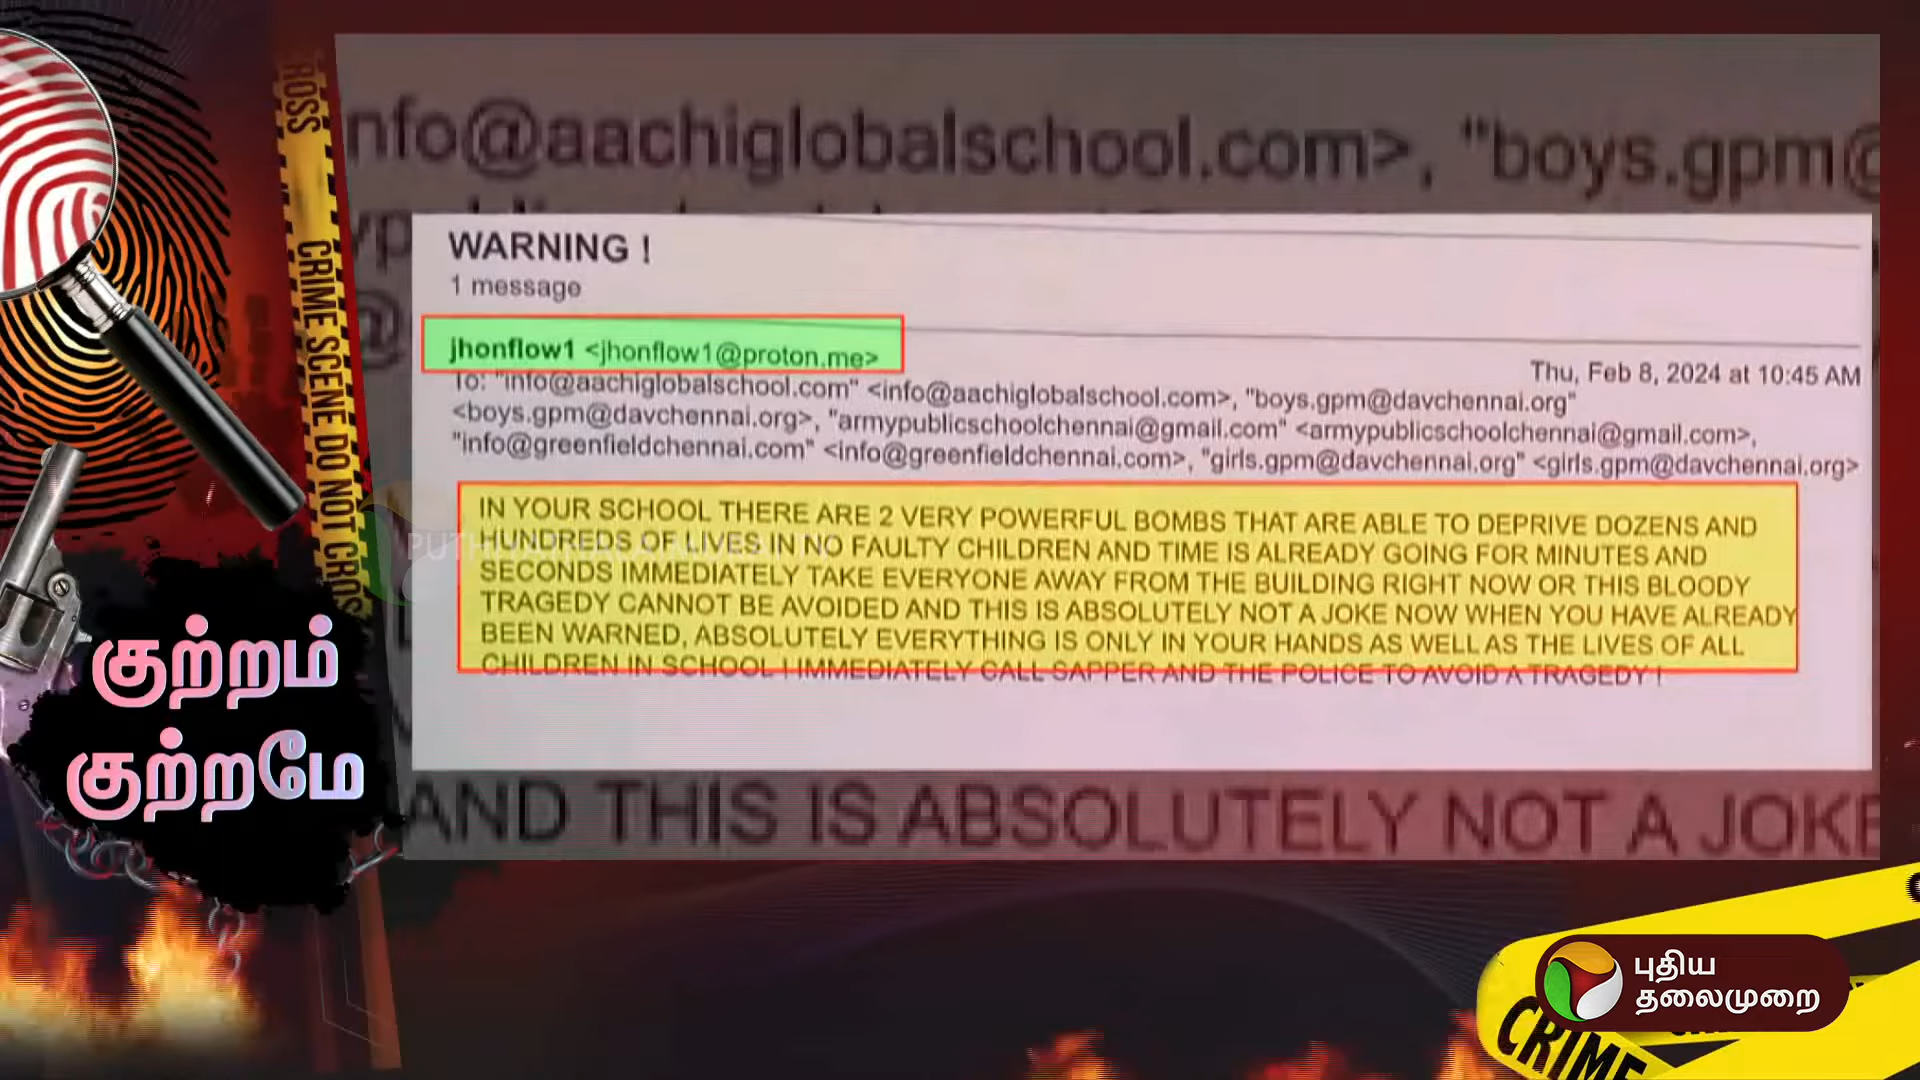 ROSS
CRIME SCENE DO NOT CROS
nfo@aachiglobalschool.com>, "boys.gpm@
WARNING !
1 message
jhonflow1 <jhonflow1@proton.me>
Thu, Feb 8, 2024 at 10:45 AM
To: "info@aachiglobalschool.com" <info@aachiglobalschool.com>, "boys.gpm@davchennai.org"
<boys.gpm@davchennai.org>, "armypublicschoolchennai@gmail.com" <armypublicschoolchennai@gmail.com>,
"info@greenfieldchennai.com" <info@greenfieldchennai.com>, "girls.gpm@davchennai.org" <girls.gpm@davchennai.org>
IN YOUR SCHOOL THERE ARE 2 VERY POWERFUL BOMBS THAT ARE ABLE TO DEPRIVE DOZENS AND
HUNDREDS OF LIVES IN NO FAULTY CHILDREN AND TIME IS ALREADY GOING FOR MINUTES AND
SECONDS IMMEDIATELY TAKE EVERYONE AWAY FROM THE BUILDING RIGHT NOW OR THIS BLOODY
TRAGEDY CANNOT BE AVOIDED AND THIS IS ABSOLUTELY NOT A JOKE NOW WHEN YOU HAVE ALREADY
BEEN WARNED, ABSOLUTELY EVERYTHING IS ONLY IN YOUR HANDS AS WELL AS THE LIVES OF ALL
CHILDREN IN SCHOOL ! IMMEDIATELY CALL SAPPER AND THE POLICE TO AVOID A TRAGEDY !
AND THIS IS ABSOLUTELY NOT A JOKE
குற்றம்
குற்றமே
புதிய
தலைமுறை
CRIME